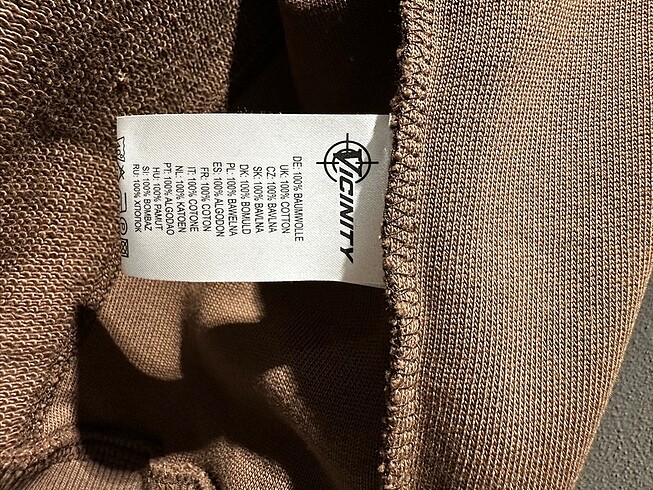 VICINITY
DE: 100% BAUMWOLLE
UK: 100% COTTON
CZ: 100% BAVLNA
SK: 100% BAVLNA
DK: 100% BOMULD
PL: 100% BAWEŁNA
ES: 100% ALGODON
FR: 100% COTON
IT: 100% COTONE
NL: 100% KATOEN
PT: 100% ALGODAO
HU: 100% PAMUT
SI: 100% BOMBAZ
RU: 100% ХЛОПОК